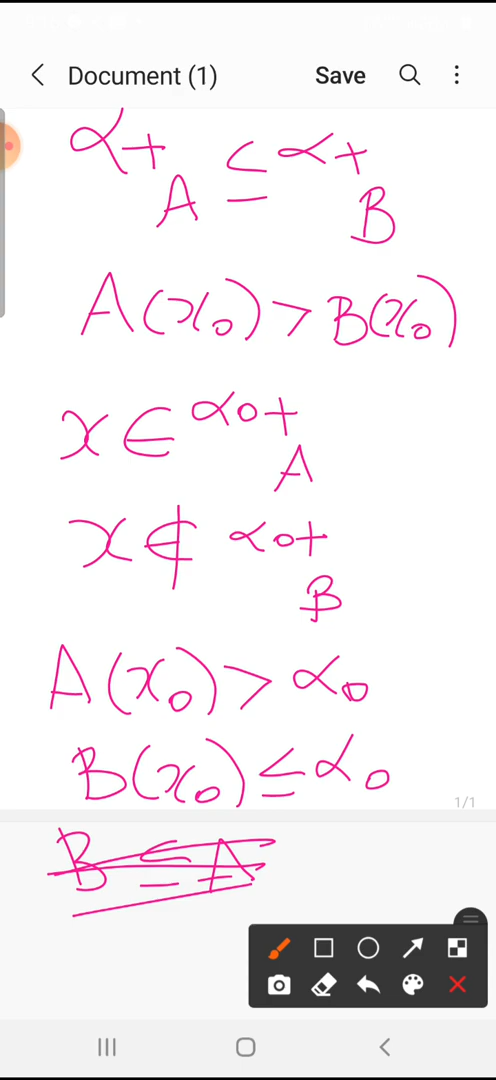 Document (1) Save
α+A ≤ α+B
A(x₀) > B(x₀)
x ∈ α₀+A
x ∉ α₀+B
A(x₀) > α₀
B(x₀) ≤ α₀
1/1
B ≤ A